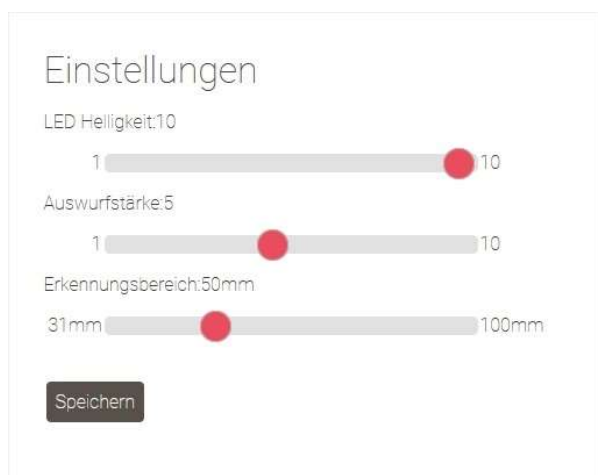 Einstellungen
LED Helligkeit:10
1 10
Auswurfstärke:5
1 10
Erkennungsbereich:50mm
31mm 100mm
Speichern